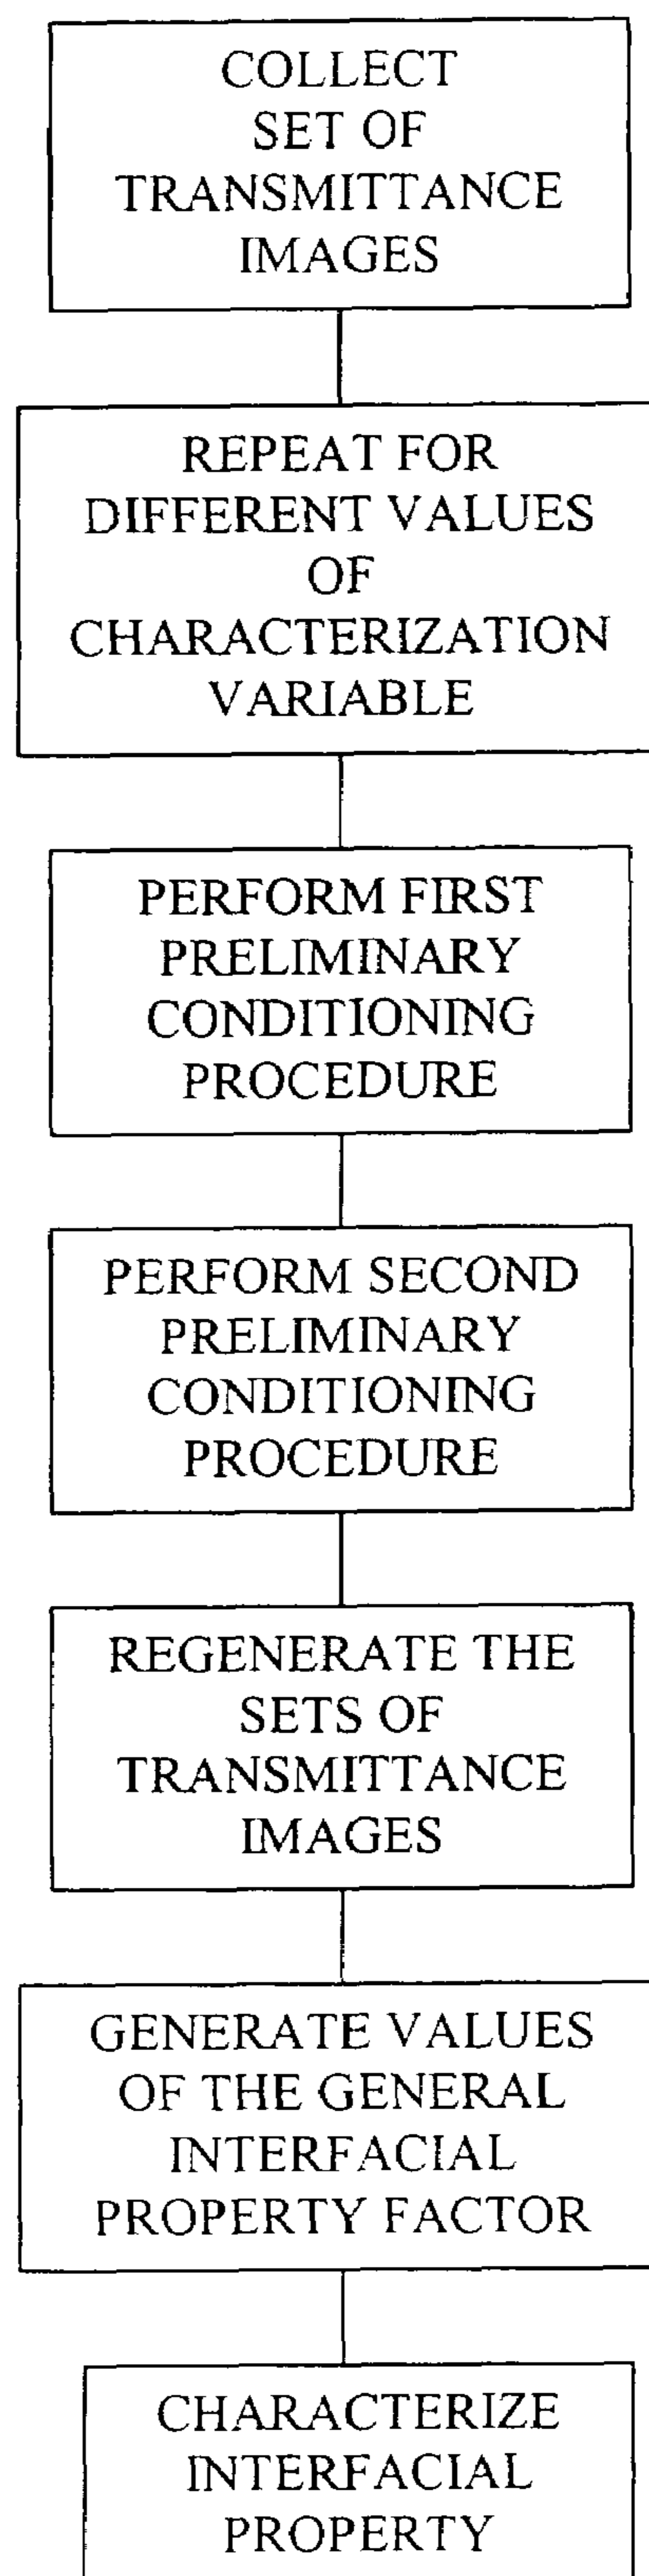 COLLECT
SET OF
TRANSMITTANCE
IMAGES
REPEAT FOR
DIFFERENT VALUES
OF
CHARACTERIZATION
VARIABLE
PERFORM FIRST
PRELIMINARY
CONDITIONING
PROCEDURE
PERFORM SECOND
PRELIMINARY
CONDITIONING
PROCEDURE
REGENERATE THE
SETS OF
TRANSMITTANCE
IMAGES
GENERATE VALUES
OF THE GENERAL
INTERFACIAL
PROPERTY FACTOR
CHARACTERIZE
INTERFACIAL
PROPERTY